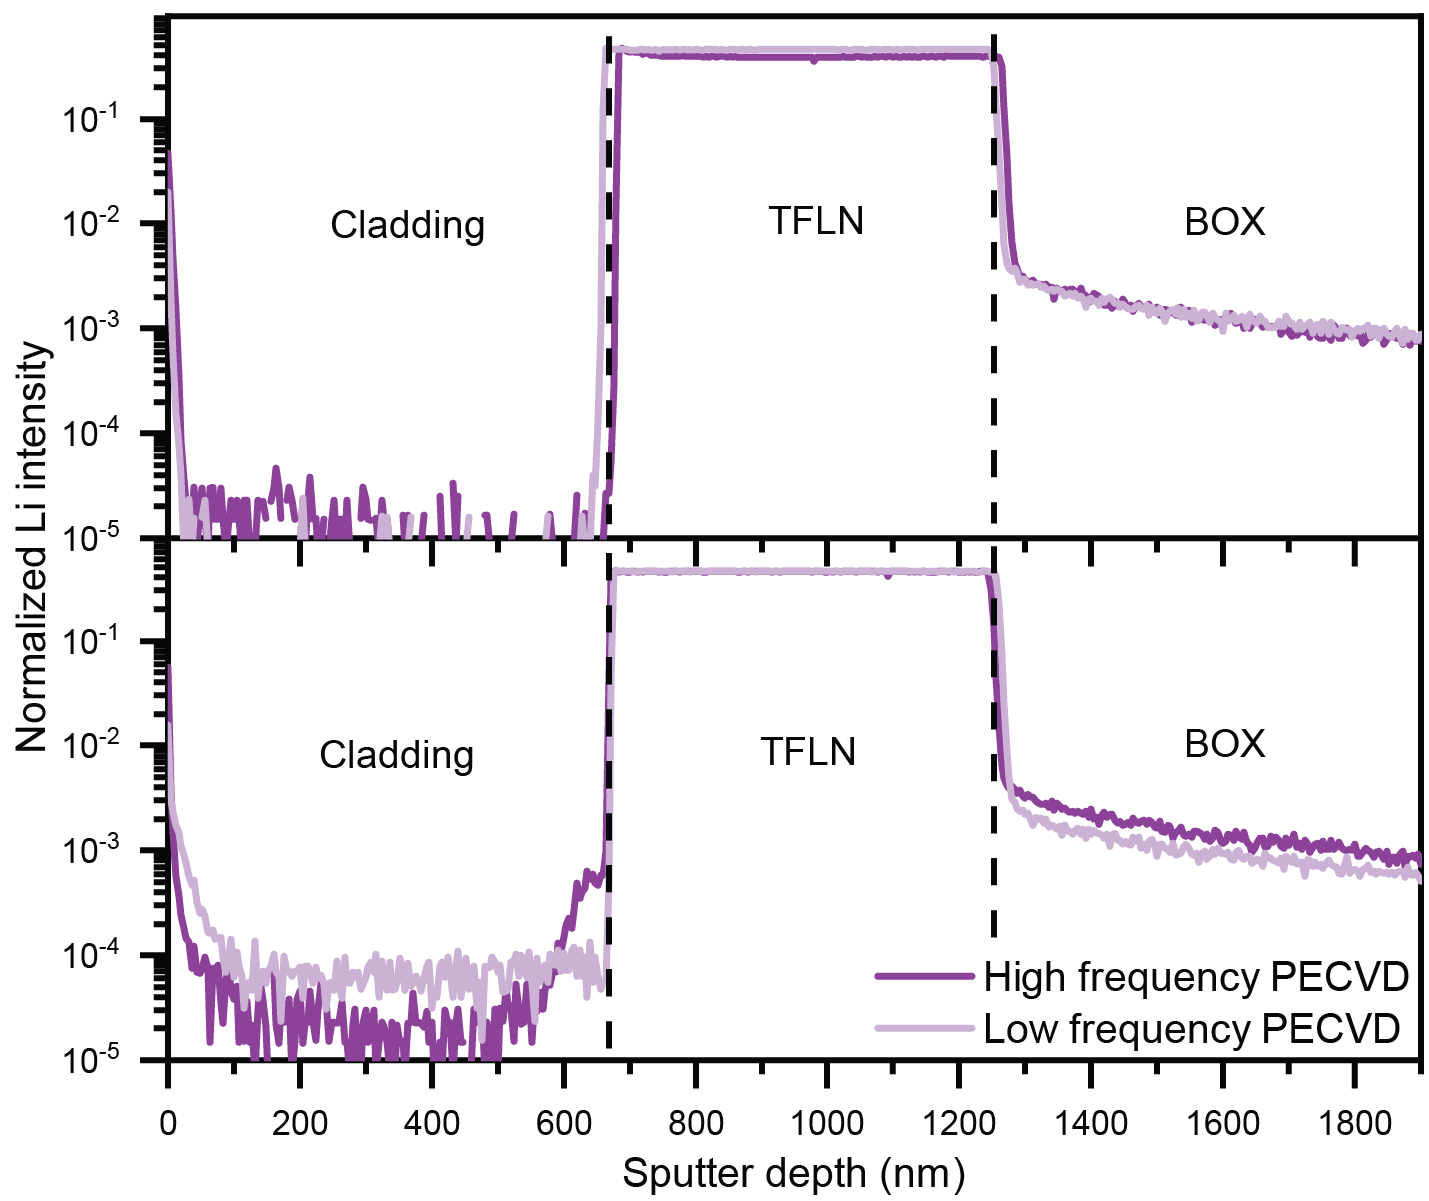 10-1
Cladding
TFLN
BOX
10-2
10-3
10-4
10-5
Normalized Li intensity
10-1
Cladding
TFLN
BOX
10-2
10-3
10-4
High frequency PECVD
Low frequency PECVD
10-5
0 200 400 600 800 1000 1200 1400 1600 1800
Sputter depth (nm)